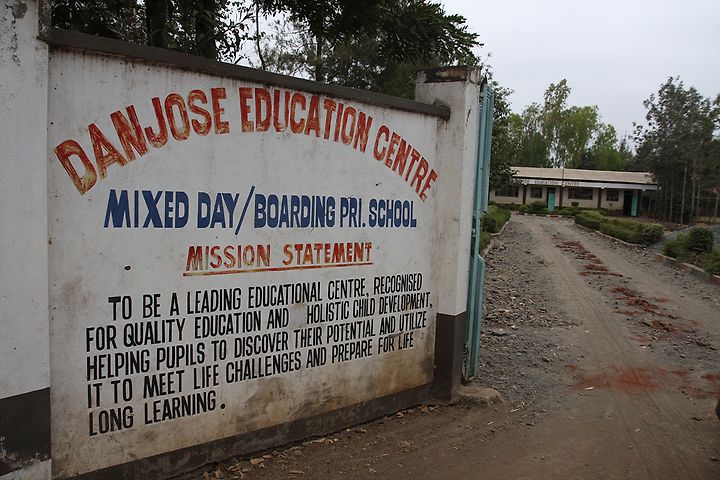 DANJOSE EDUCATION CENTRE
MIXED DAY/BOARDING PRI. SCHOOL
MISSION STATEMENT
TO BE A LEADING EDUCATIONAL CENTRE, RECOGNISED
FOR QUALITY EDUCATION AND HOLISTIC CHILD DEVELOPMENT,
HELPING PUPILS TO DISCOVER THEIR POTENTIAL AND UTILIZE
IT TO MEET LIFE CHALLENGES AND PREPARE FOR LIFE
LONG LEARNING.
EDUCATION CENTRE